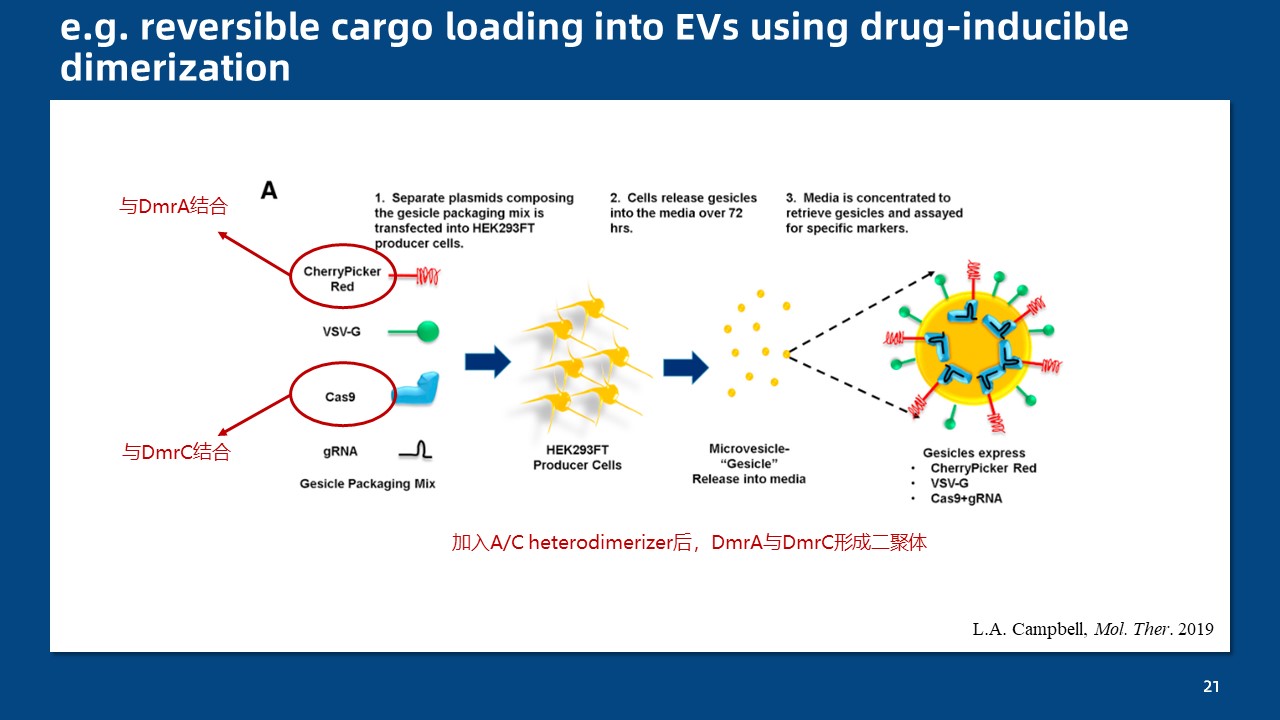 e.g. reversible cargo loading into EVs using drug-inducible
dimerization
A
与DmrA结合
1. Separate plasmids composing
the gesicle packaging mix is
transfected into HEK293FT
producer cells.
2. Cells release gesicles
into the media over 72
hrs.
3. Media is concentrated to
retrieve gesicles and assayed
for specific markers.
CherryPicker
Red
VSV-G
Cas9
与DmrC结合
gRNA
Gesicle Packaging Mix
HEK293FT
Producer Cells
Microvesicle-
“Gesicle”
Release into media
Gesicles express
• CherryPicker Red
• VSV-G
• Cas9+gRNA
加入A/C heterodimerizer后，DmrA与DmrC形成二聚体
L.A. Campbell, Mol. Ther. 2019
21